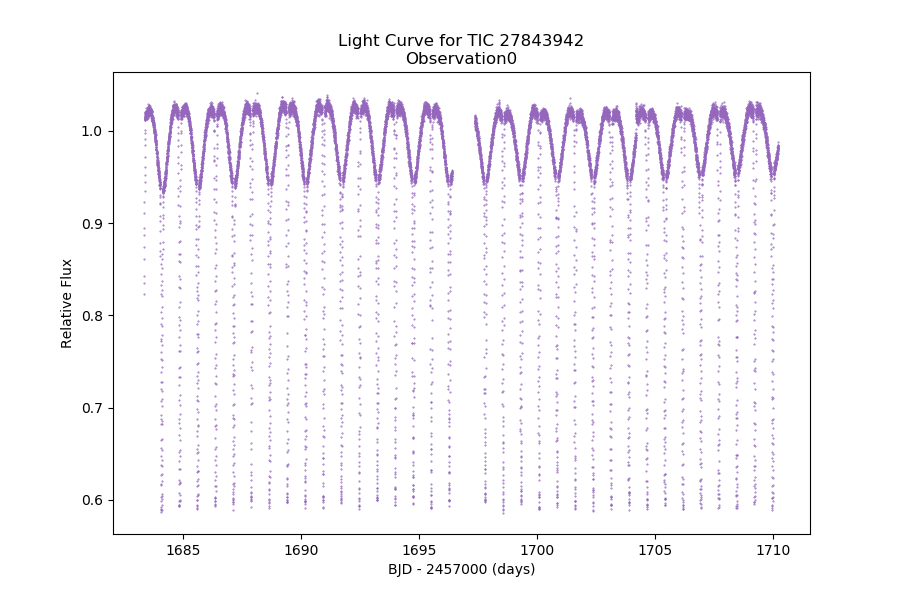 Light Curve for TIC 27843942
Observation0
1.0
0.9
0.8
0.7
0.6
Relative Flux
1685
1690
1695
1700
1705
1710
BJD - 2457000 (days)